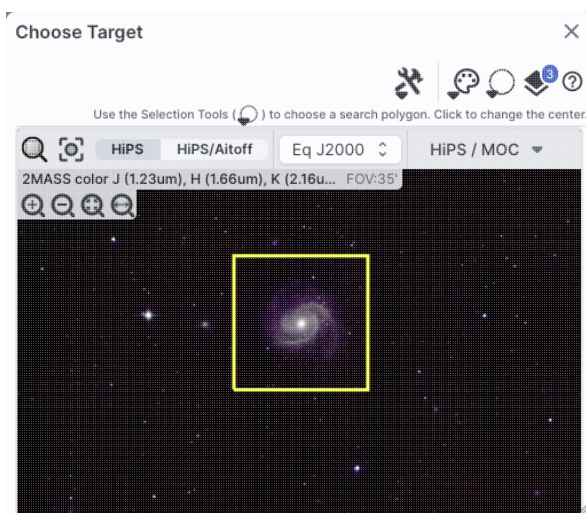 Choose Target
3
Use the Selection Tools ( ) to choose a search polygon. Click to change the center.
HiPS HiPS/Aitoff Eq J2000 HiPS / MOC
2MASS color J (1.23um), H (1.66um), K (2.16u... FOV:35'